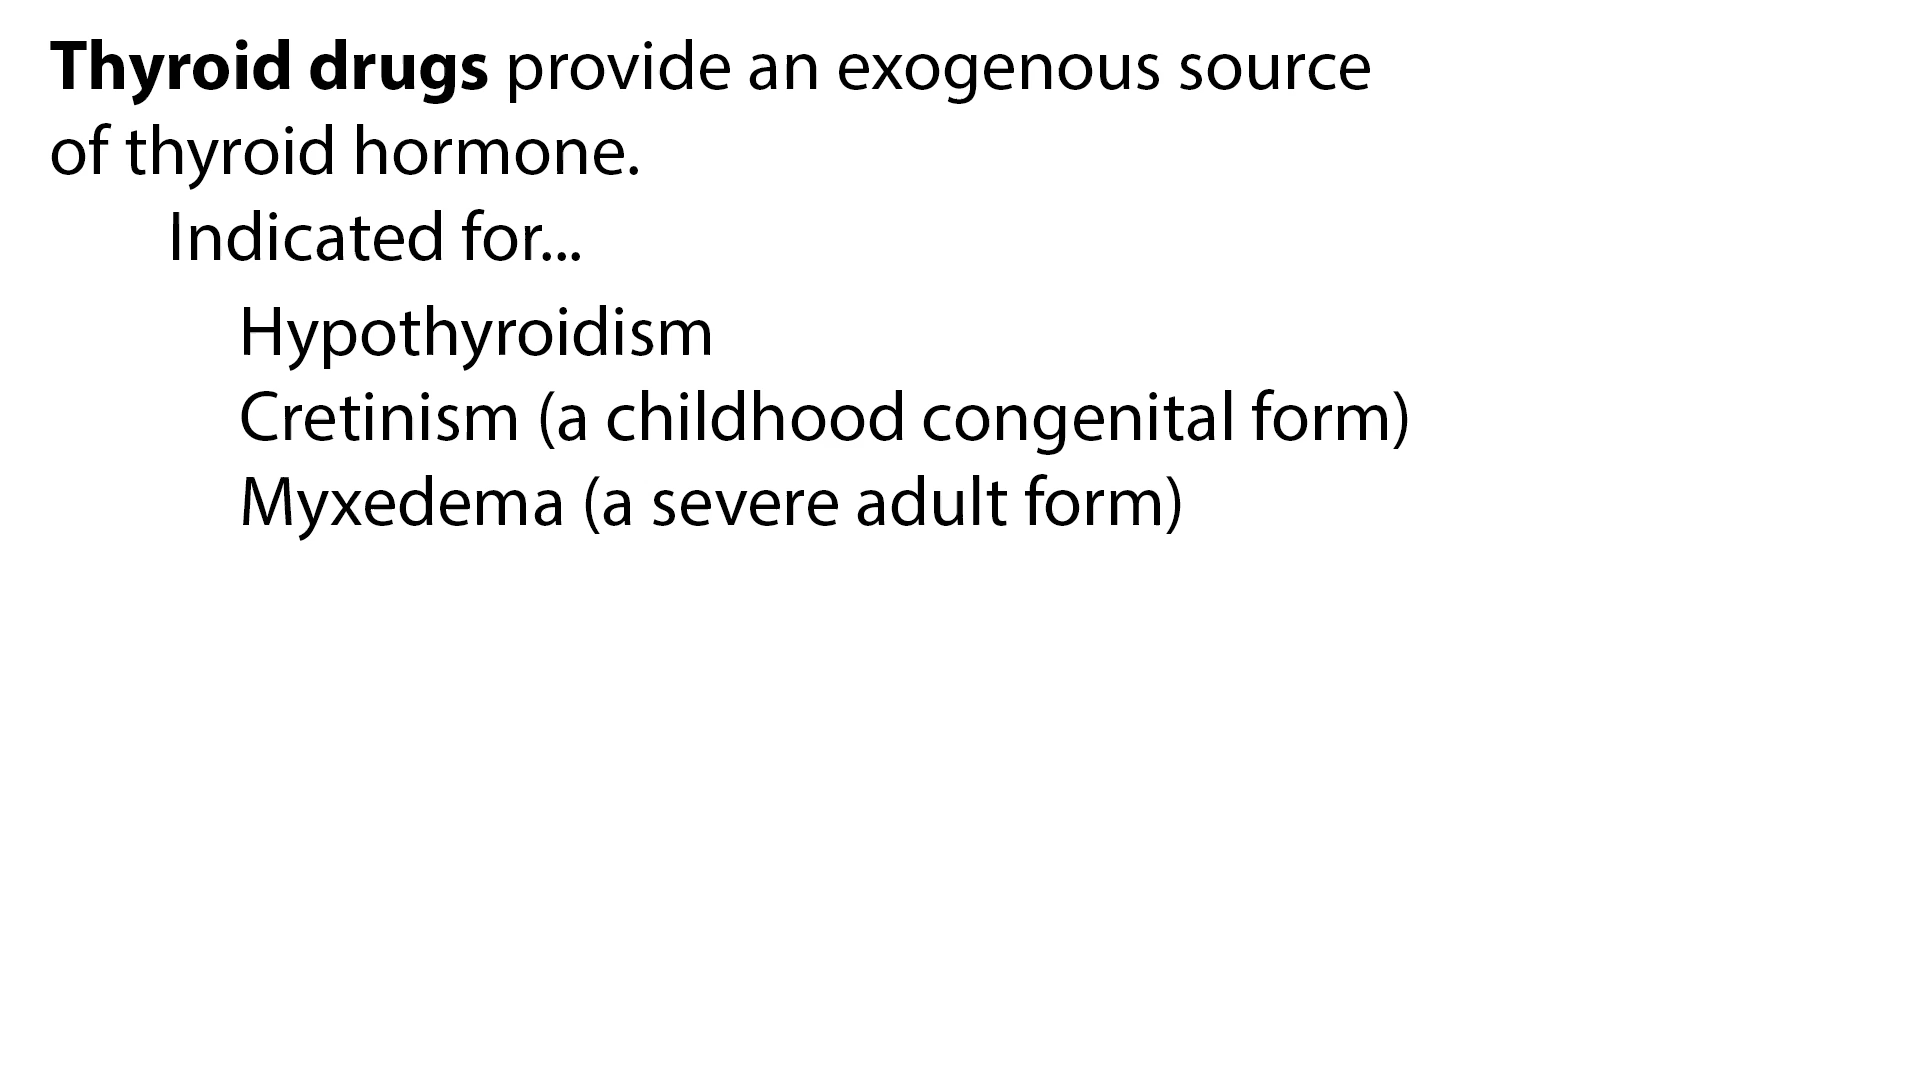 Thyroid drugs provide an exogenous source
of thyroid hormone.
Indicated for...
Hypothyroidism
Cretinism (a childhood congenital form)
Myxedema (a severe adult form)